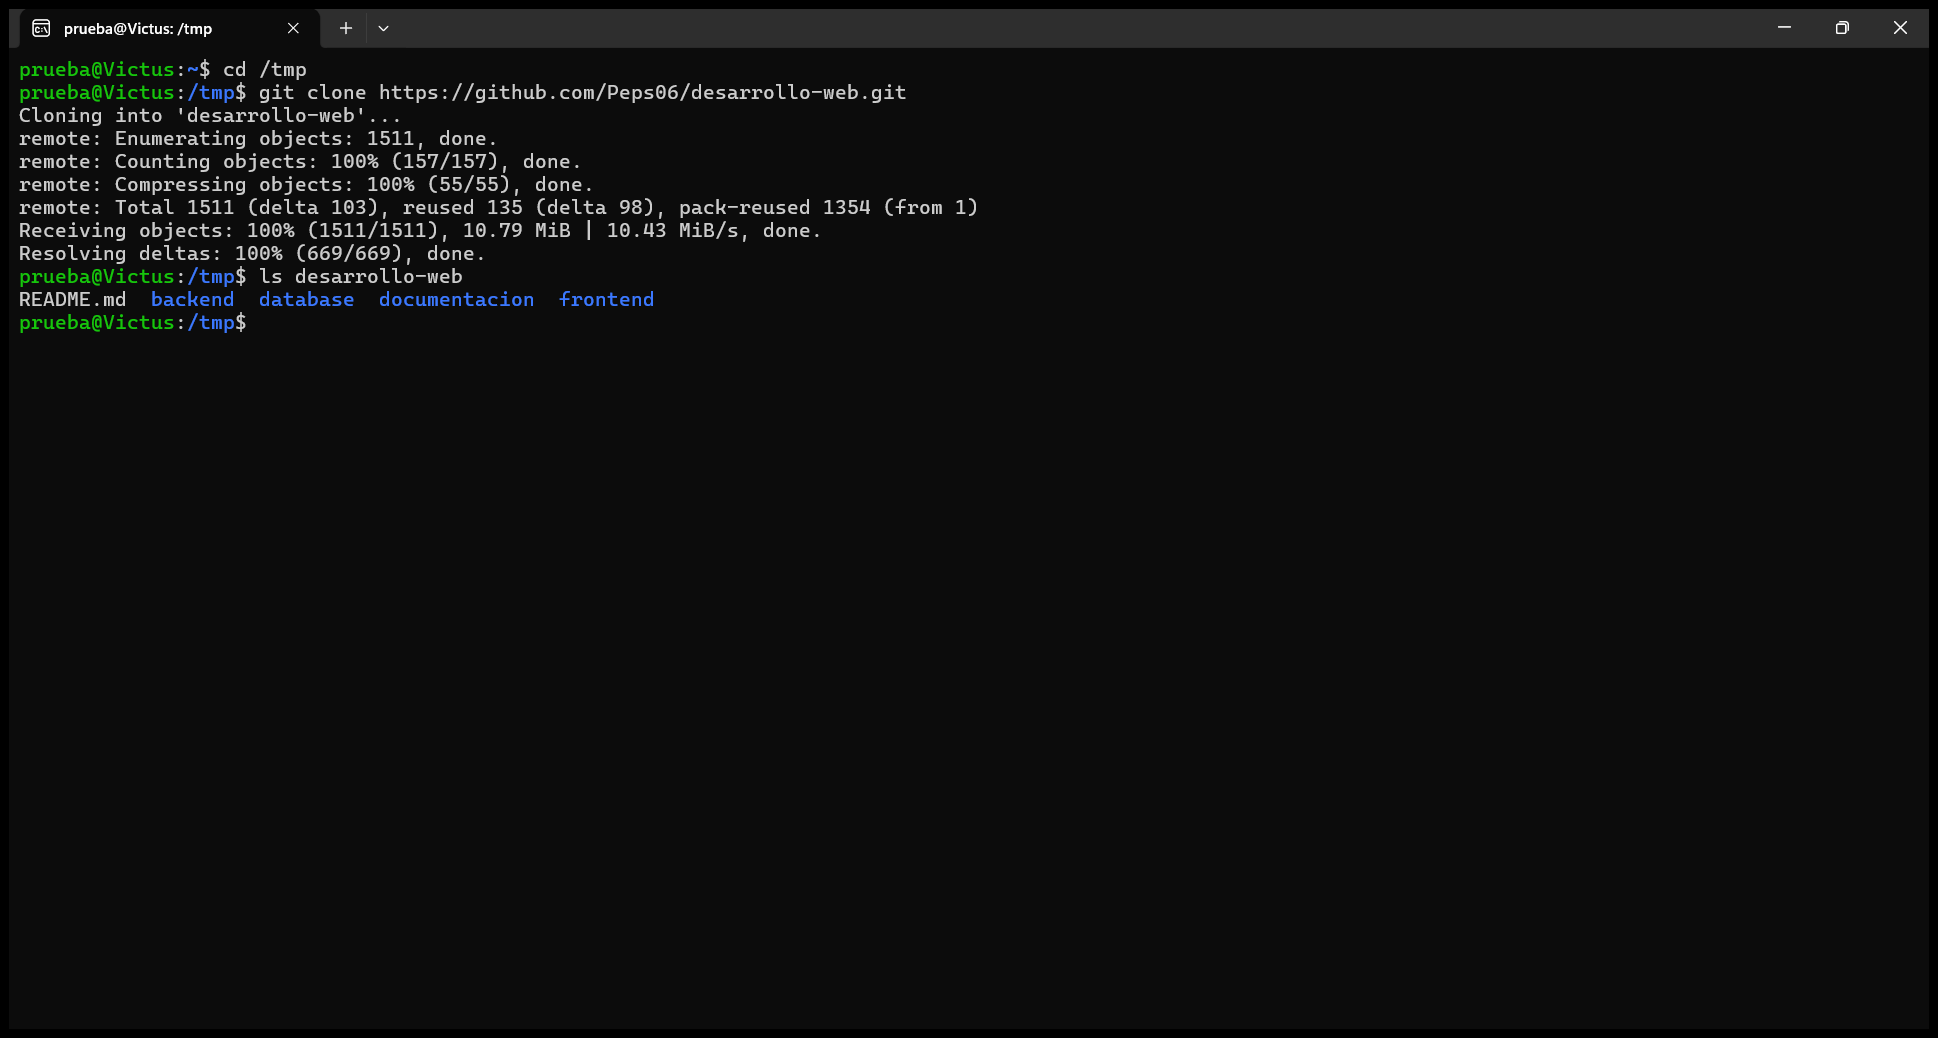 prueba@Victus: /tmp
prueba@Victus:~$ cd /tmp
prueba@Victus:/tmp$ git clone https://github.com/Peps06/desarrollo-web.git
Cloning into 'desarrollo-web'...
remote: Enumerating objects: 1511, done.
remote: Counting objects: 100% (157/157), done.
remote: Compressing objects: 100% (55/55), done.
remote: Total 1511 (delta 103), reused 135 (delta 98), pack-reused 1354 (from 1)
Receiving objects: 100% (1511/1511), 10.79 MiB | 10.43 MiB/s, done.
Resolving deltas: 100% (669/669), done.
prueba@Victus:/tmp$ ls desarrollo-web
README.md  backend  database  documentacion  frontend
prueba@Victus:/tmp$